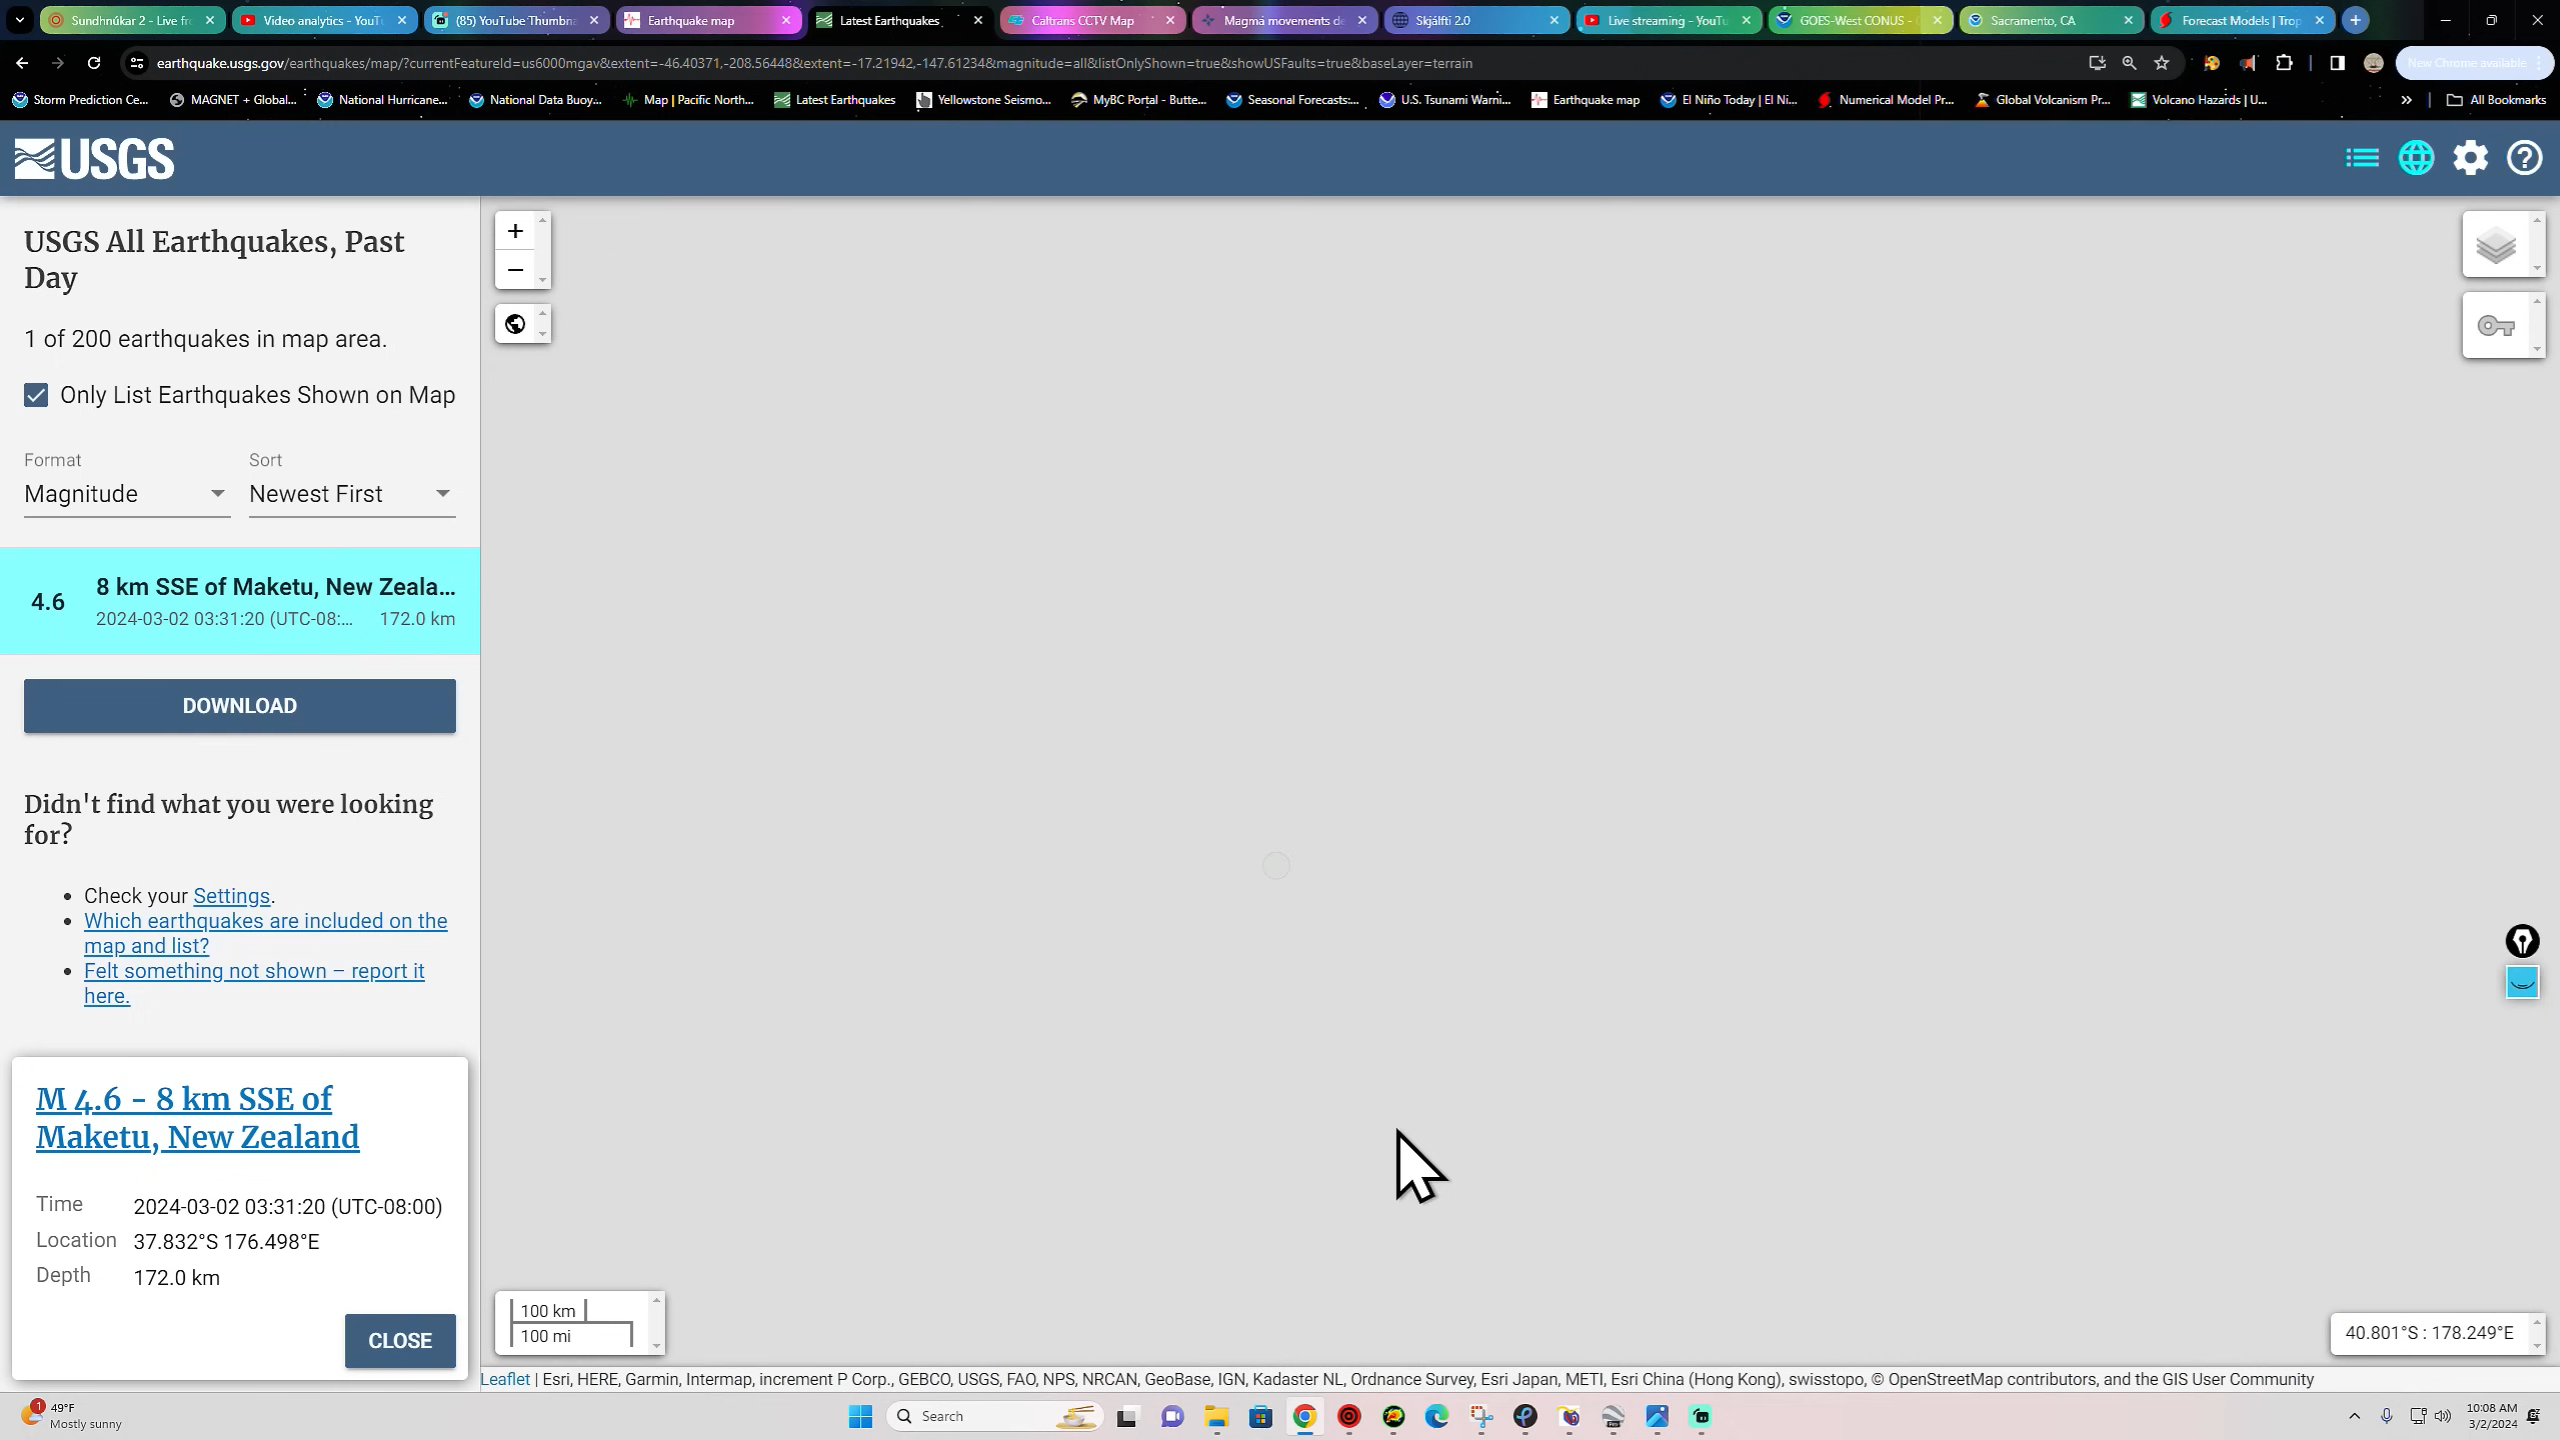 Sundhnúkar 2 - Live fr
Video analytics - YouTu
(85) YouTube Thumbna
Earthquake map
Latest Earthquakes
Caltrans CCTV Map
Magma movements de
Skjálfti 2.0
Live streaming - YouTu
GOES-West CONUS -
Sacramento, CA
Forecast Models | Trop
earthquake.usgs.gov/earthquakes/map/?currentFeatureId=us6000mgav&extent=-46.40371,-208.56448&extent=-17.21942,-147.61234&magnitude=all&listOnlyShown=true&showUSFaults=true&baseLayer=terrain
New Chrome available
Storm Prediction Ce...
MAGNET + Global...
National Hurricane...
National Data Buoy...
Map | Pacific North...
Latest Earthquakes
Yellowstone Seismo...
MyBC Portal - Butte...
Seasonal Forecasts:...
U.S. Tsunami Warni...
Earthquake map
El Niño Today | El Ni...
Numerical Model Pr...
Global Volcanism Pr...
Volcano Hazards | U...
All Bookmarks
USGS
USGS All Earthquakes, Past
Day
1 of 200 earthquakes in map area.
Only List Earthquakes Shown on Map
Format
Sort
Magnitude
Newest First
4.6
8 km SSE of Maketu, New Zeala...
2024-03-02 03:31:20 (UTC-08:...
172.0 km
DOWNLOAD
Didn't find what you were looking
for?
Check your Settings.
Which earthquakes are included on the
map and list?
Felt something not shown – report it
here.
M 4.6 - 8 km SSE of
Maketu, New Zealand
Time 2024-03-02 03:31:20 (UTC-08:00)
Location 37.832°S 176.498°E
Depth 172.0 km
CLOSE
+
−
100 km
100 mi
40.801°S : 178.249°E
Leaflet | Esri, HERE, Garmin, Intermap, increment P Corp., GEBCO, USGS, FAO, NPS, NRCAN, GeoBase, IGN, Kadaster NL, Ordnance Survey, Esri Japan, METI, Esri China (Hong Kong), swisstopo, © OpenStreetMap contributors, and the GIS User Community
1
49°F
Mostly sunny
Search
10:08 AM
3/2/2024